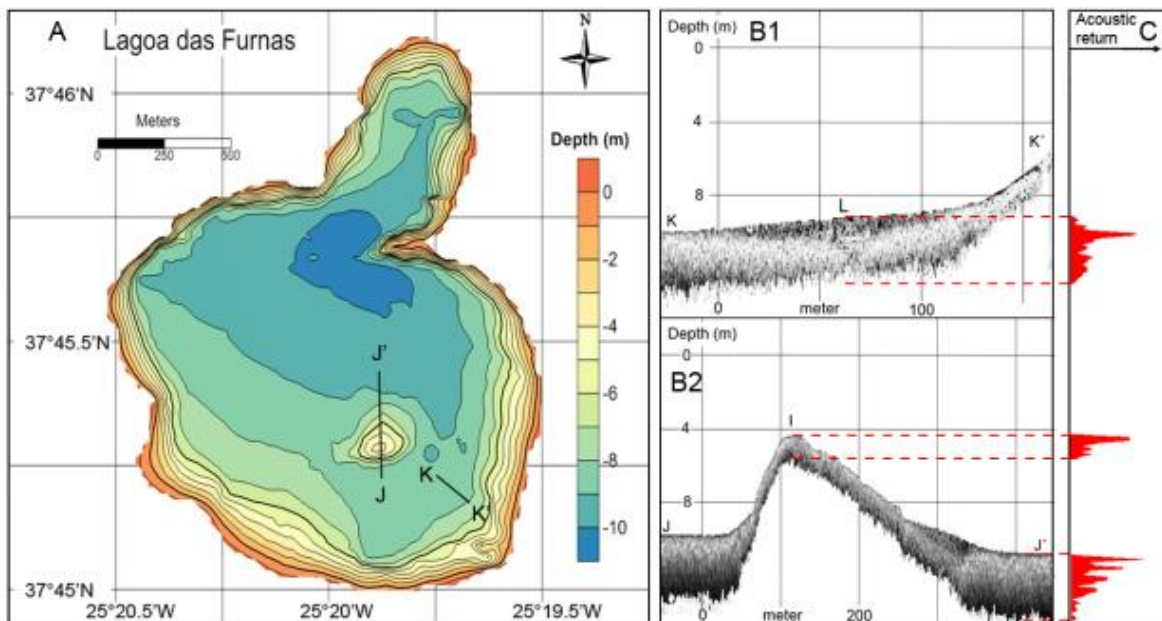 A
Lagoa das Furnas
N
37°46'N
Meters
0 250 500
Depth (m)
0
-2
-4
-6
-8
-10
37°45.5'N
J'
J
K
K'
37°45'N
25°20.5'W 25°20'W 25°19.5'W
Depth (m) B1
0
4
8
K L K'
0 meter 100
Depth (m)
B2
0
4
8
I
J J'
0 meter 200
Acoustic
return C